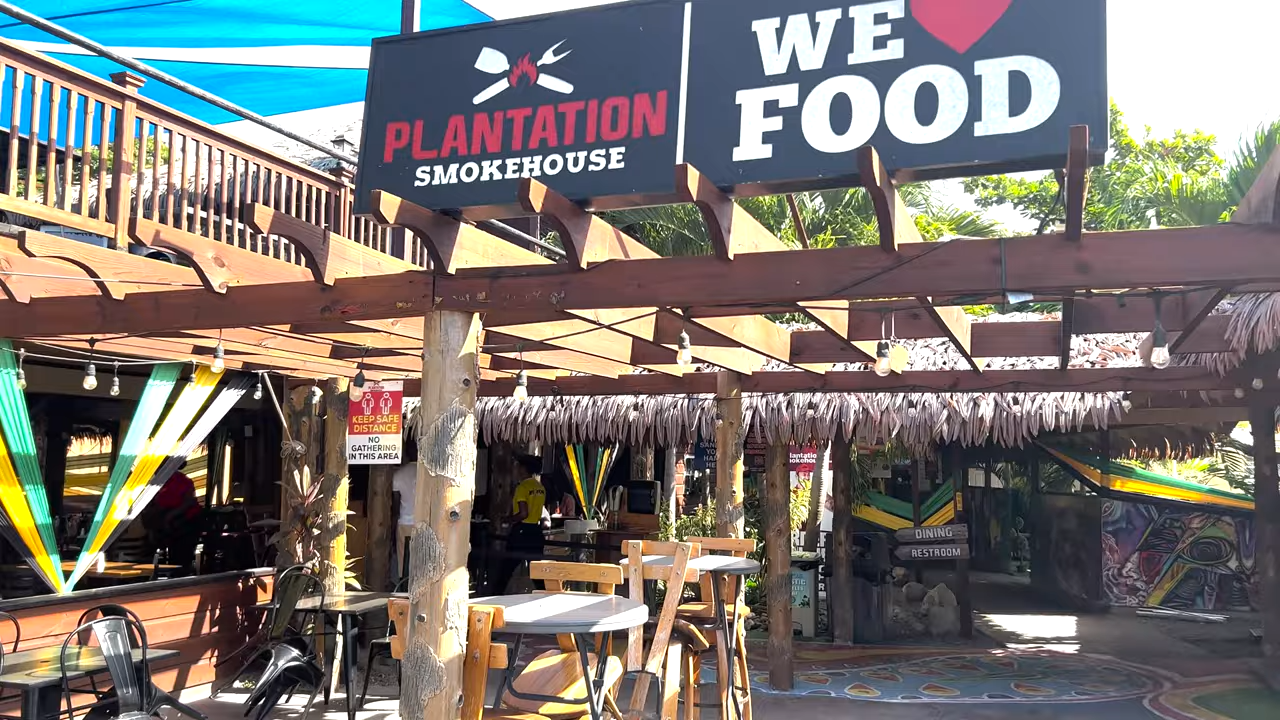 PLANTATION
SMOKEHOUSE
WE
FOOD
KEEP SAFE
DISTANCE
NO
GATHERING
IN THIS AREA
DINING
RESTROOM